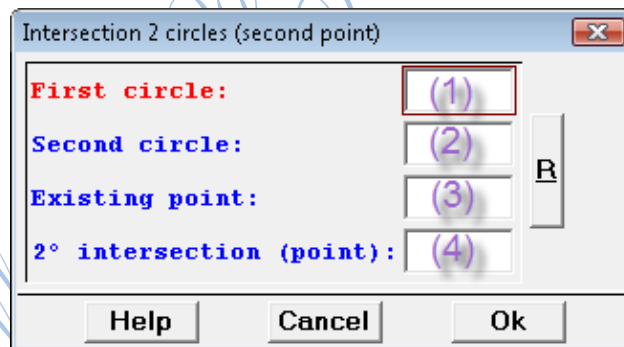 Intersection 2 circles (second point)
First circle: (1)
Second circle: (2)
R
Existing point: (3)
2° intersection (point): (4)
Help Cancel Ok